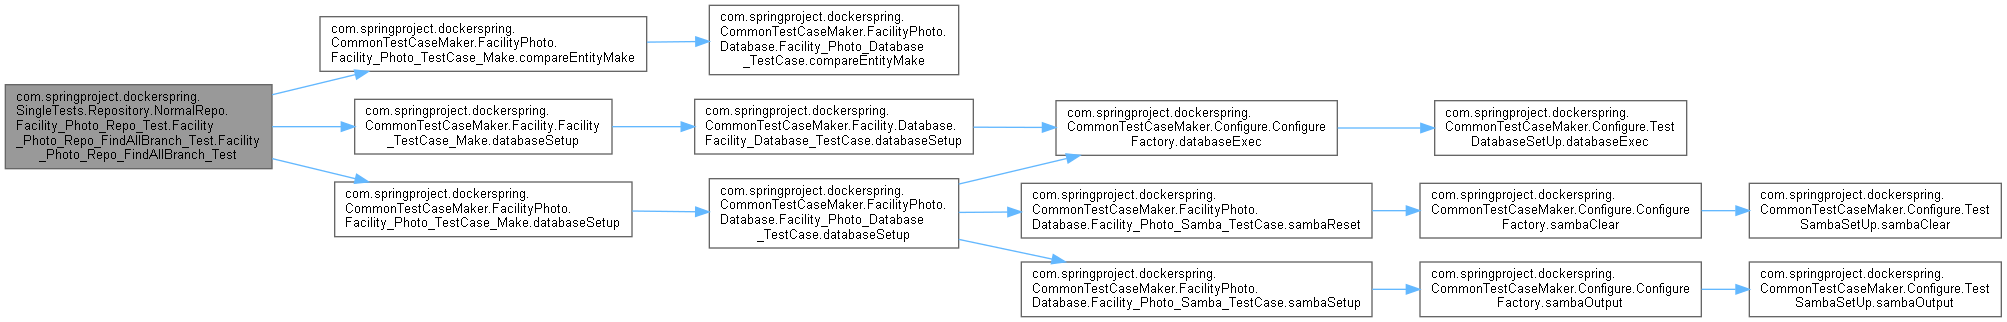 com.springproject.dockerspring.
SingleTests.Repository.NormalRepo.
Facility_Photo_Repo_Test.Facility
_Photo_Repo_FindAllBranch_Test.Facility
_Photo_Repo_FindAllBranch_Test
com.springproject.dockerspring.
CommonTestCaseMaker.FacilityPhoto.
Facility_Photo_TestCase_Make.compareEntityMake
com.springproject.dockerspring.
CommonTestCaseMaker.FacilityPhoto.
Database.Facility_Photo_Database
_TestCase.compareEntityMake
com.springproject.dockerspring.
CommonTestCaseMaker.Facility.Facility
_TestCase_Make.databaseSetup
com.springproject.dockerspring.
CommonTestCaseMaker.Facility.Database.
Facility_Database_TestCase.databaseSetup
com.springproject.dockerspring.
CommonTestCaseMaker.Configure.Configure
Factory.databaseExec
com.springproject.dockerspring.
CommonTestCaseMaker.Configure.Test
DatabaseSetUp.databaseExec
com.springproject.dockerspring.
CommonTestCaseMaker.FacilityPhoto.
Facility_Photo_TestCase_Make.databaseSetup
com.springproject.dockerspring.
CommonTestCaseMaker.FacilityPhoto.
Database.Facility_Photo_Database
_TestCase.databaseSetup
com.springproject.dockerspring.
CommonTestCaseMaker.FacilityPhoto.
Database.Facility_Photo_Samba_TestCase.sambaReset
com.springproject.dockerspring.
CommonTestCaseMaker.Configure.Configure
Factory.sambaClear
com.springproject.dockerspring.
CommonTestCaseMaker.Configure.Test
SambaSetUp.sambaClear
com.springproject.dockerspring.
CommonTestCaseMaker.FacilityPhoto.
Database.Facility_Photo_Samba_TestCase.sambaSetup
com.springproject.dockerspring.
CommonTestCaseMaker.Configure.Configure
Factory.sambaOutput
com.springproject.dockerspring.
CommonTestCaseMaker.Configure.Test
SambaSetUp.sambaOutput